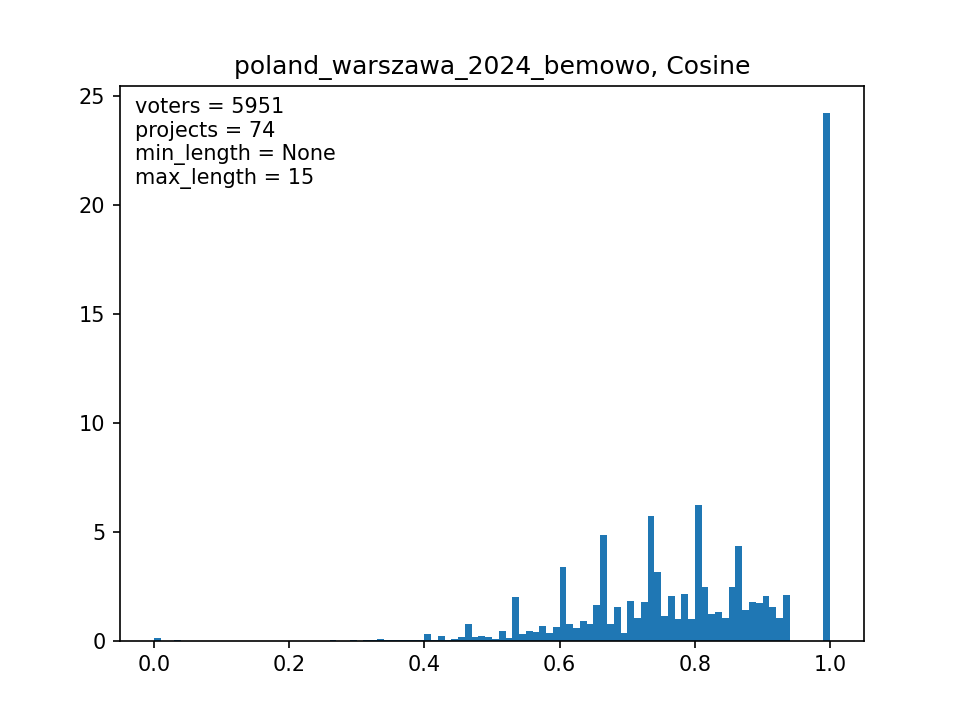 poland_warszawa_2024_bemowo, Cosine
voters = 5951
projects = 74
min_length = None
max_length = 15
25
20
15
10
5
0
0.0 0.2 0.4 0.6 0.8 1.0